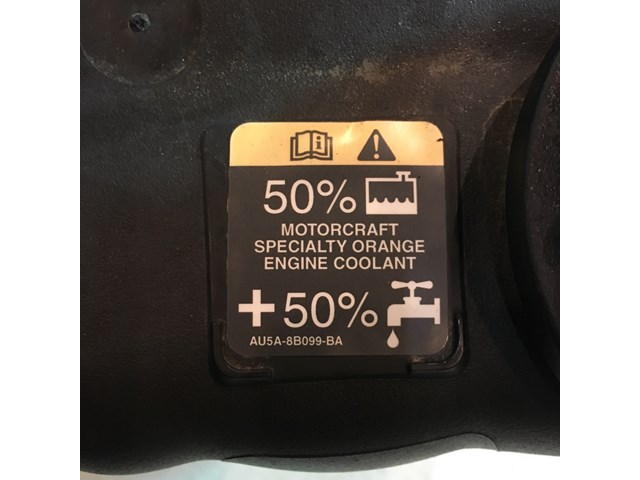 50%
MOTORCRAFT
SPECIALTY ORANGE
ENGINE COOLANT
+50%
AU5A-8B099-BA